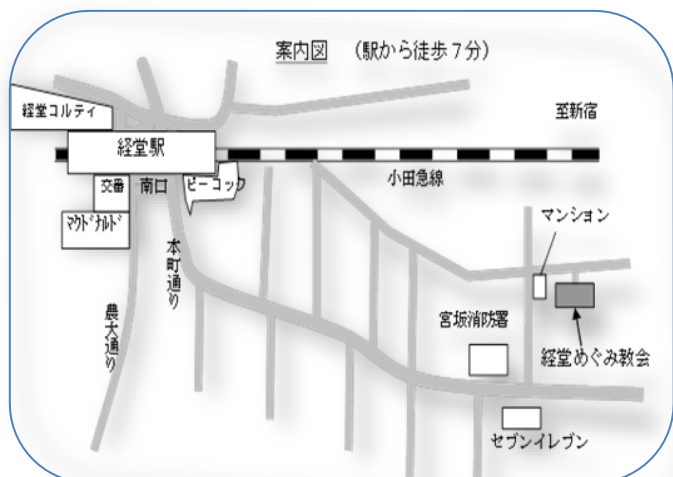 案内図 （駅から徒歩７分）
経堂コルティ
至新宿
経堂駅
小田急線
交番
南口
ピーコック
マクドナルド
マンション
本町通り
農大通り
宮坂消防署
経堂めぐみ教会
セブンイレブン